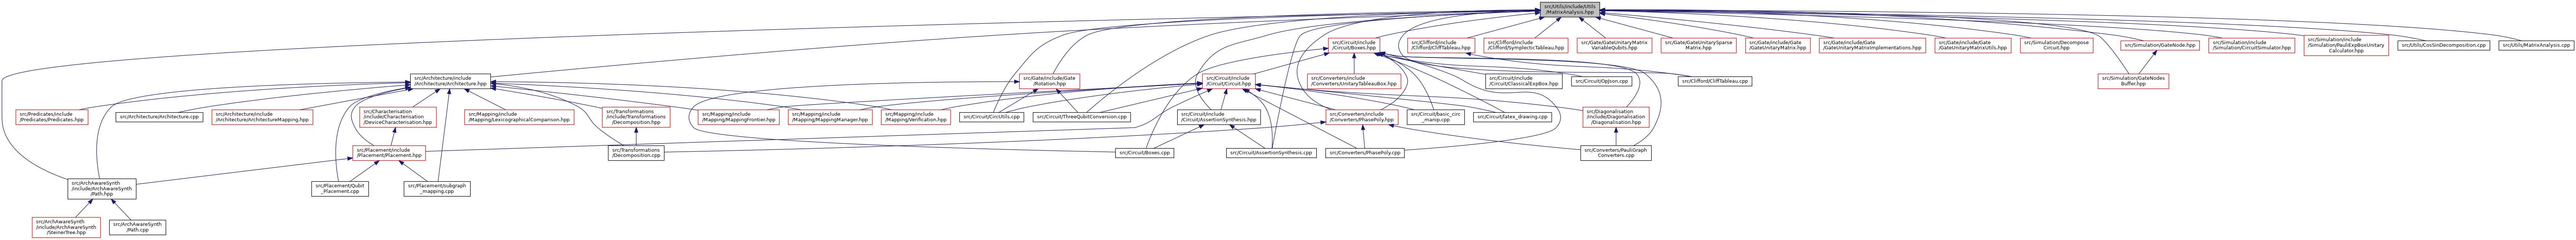 src/Utils/include/Utils
/MatrixAnalysis.hpp
src/Circuit/include
/Circuit/Boxes.hpp
src/Clifford/include
/Clifford/CliffTableau.hpp
src/Clifford/include
/Clifford/SymplecticTableau.hpp
src/Gate/GateUnitaryMatrix
VariableQubits.hpp
src/Gate/GateUnitarySparse
Matrix.hpp
src/Gate/include/Gate
/GateUnitaryMatrix.hpp
src/Gate/include/Gate
/GateUnitaryMatrixImplementations.hpp
src/Gate/include/Gate
/GateUnitaryMatrixUtils.hpp
src/Simulation/Decompose
Circuit.hpp
src/Simulation/GateNode.hpp
src/Simulation/include
/Simulation/CircuitSimulator.hpp
src/Simulation/include
/Simulation/PauliExpBoxUnitary
Calculator.hpp
src/Utils/CosSinDecomposition.cpp
src/Utils/MatrixAnalysis.cpp
src/Architecture/include
/Architecture/Architecture.hpp
src/Gate/include/Gate
/Rotation.hpp
src/Circuit/include
/Circuit/Circuit.hpp
src/Converters/include
/Converters/UnitaryTableauBox.hpp
src/Circuit/include
/Circuit/ClassicalExpBox.hpp
src/Circuit/OpJson.cpp
src/Clifford/CliffTableau.cpp
src/Simulation/GateNodes
Buffer.hpp
src/Predicates/include
/Predicates/Predicates.hpp
src/Architecture/Architecture.cpp
src/Architecture/include
/Architecture/ArchitectureMapping.hpp
src/Characterisation
/include/Characterisation
/DeviceCharacterisation.hpp
src/Mapping/include
/Mapping/LexicographicalComparison.hpp
src/Transformations
/include/Transformations
/Decomposition.hpp
src/Mapping/include
/Mapping/MappingFrontier.hpp
src/Mapping/include
/Mapping/MappingManager.hpp
src/Mapping/include
/Mapping/Verification.hpp
src/Circuit/CircUtils.cpp
src/Circuit/ThreeQubitConversion.cpp
src/Circuit/include
/Circuit/AssertionSynthesis.hpp
src/Converters/include
/Converters/PhasePoly.hpp
src/Circuit/basic_circ
_manip.cpp
src/Circuit/latex_drawing.cpp
src/Diagonalisation
/include/Diagonalisation
/Diagonalisation.hpp
src/Placement/include
/Placement/Placement.hpp
src/Transformations
/Decomposition.cpp
src/Circuit/Boxes.cpp
src/Circuit/AssertionSynthesis.cpp
src/Converters/PhasePoly.cpp
src/Converters/PauliGraph
Converters.cpp
src/ArchAwareSynth
/include/ArchAwareSynth
/Path.hpp
src/Placement/Qubit
_Placement.cpp
src/Placement/subgraph
_mapping.cpp
src/ArchAwareSynth
/include/ArchAwareSynth
/SteinerTree.hpp
src/ArchAwareSynth
/Path.cpp